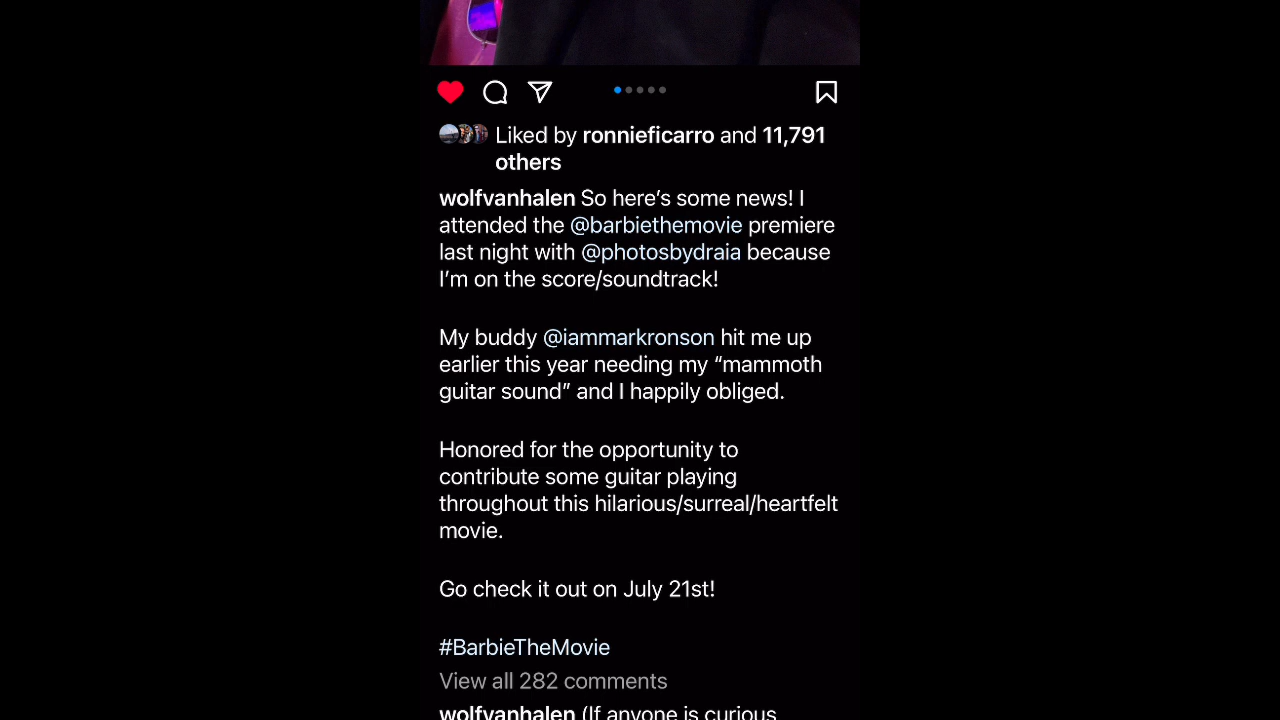 Liked by ronnieficarro and 11,791
others
wolfvanhalen So here’s some news! I
attended the @barbiethemovie premiere
last night with @photosbydraia because
I’m on the score/soundtrack!
My buddy @iammarkronson hit me up
earlier this year needing my “mammoth
guitar sound” and I happily obliged.
Honored for the opportunity to
contribute some guitar playing
throughout this hilarious/surreal/heartfelt
movie.
Go check it out on July 21st!
#BarbieTheMovie
View all 282 comments
wolfvanhalen (If anyone is curious